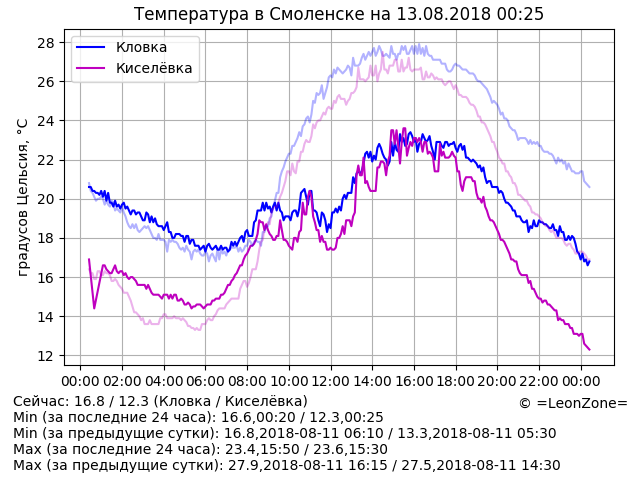 Температура в Смоленске на 13.08.2018 00:25
Кловка
Киселёвка
градусов Цельсия, °C
28
26
24
22
20
18
16
14
12
00:00 02:00 04:00 06:00 08:00 10:00 12:00 14:00 16:00 18:00 20:00 22:00 00:00
Сейчас: 16.8 / 12.3 (Кловка / Киселёвка)
© =LeonZone=
Min (за последние 24 часа): 16.6,00:20 / 12.3,00:25
Min (за предыдущие сутки): 16.8,2018-08-11 06:10 / 13.3,2018-08-11 05:30
Max (за последние 24 часа): 23.4,15:50 / 23.6,15:30
Max (за предыдущие сутки): 27.9,2018-08-11 16:15 / 27.5,2018-08-11 14:30